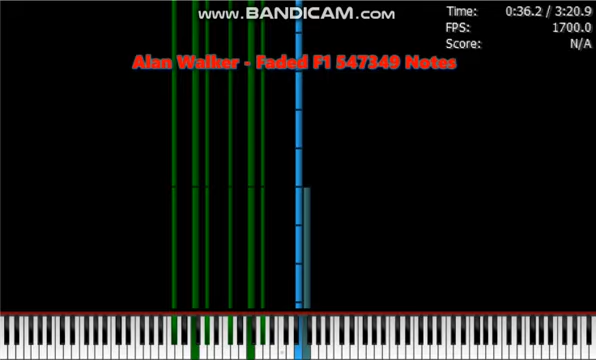 www.BANDICAM.com
Time: 0:36.2 / 3:20.9
FPS: 1700.0
Score: N/A
Alan Walker - Faded F1 547349 Notes